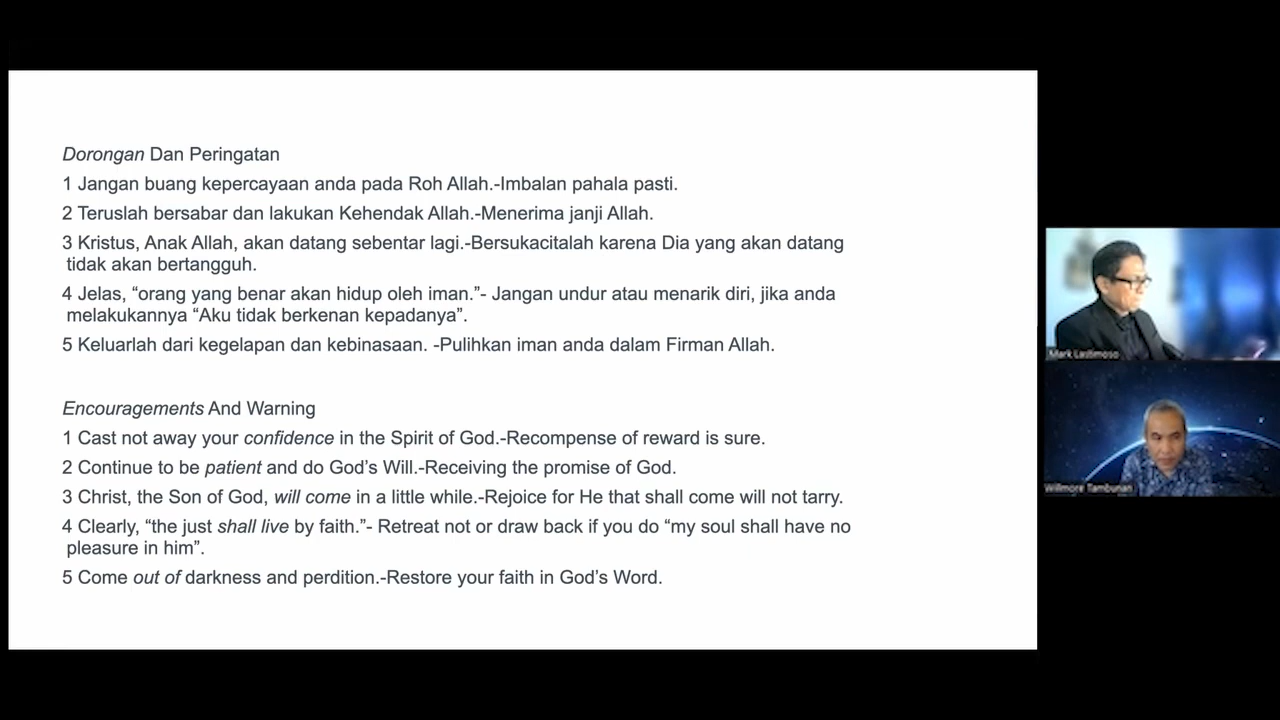 Dorongan Dan Peringatan
1 Jangan buang kepercayaan anda pada Roh Allah.-Imbalan pahala pasti.
2 Teruslah bersabar dan lakukan Kehendak Allah.-Menerima janji Allah.
3 Kristus, Anak Allah, akan datang sebentar lagi.-Bersukacitalah karena Dia yang akan datang
tidak akan bertangguh.
4 Jelas, “orang yang benar akan hidup oleh iman.”- Jangan undur atau menarik diri, jika anda
melakukannya “Aku tidak berkenan kepadanya”.
5 Keluarlah dari kegelapan dan kebinasaan. -Pulihkan iman anda dalam Firman Allah.
Encouragements And Warning
1 Cast not away your confidence in the Spirit of God.-Recompense of reward is sure.
2 Continue to be patient and do God’s Will.-Receiving the promise of God.
3 Christ, the Son of God, will come in a little while.-Rejoice for He that shall come will not tarry.
4 Clearly, “the just shall live by faith.”- Retreat not or draw back if you do “my soul shall have no
pleasure in him”.
5 Come out of darkness and perdition.-Restore your faith in God’s Word.
Mark Lastimoso
Willmore Tambunan